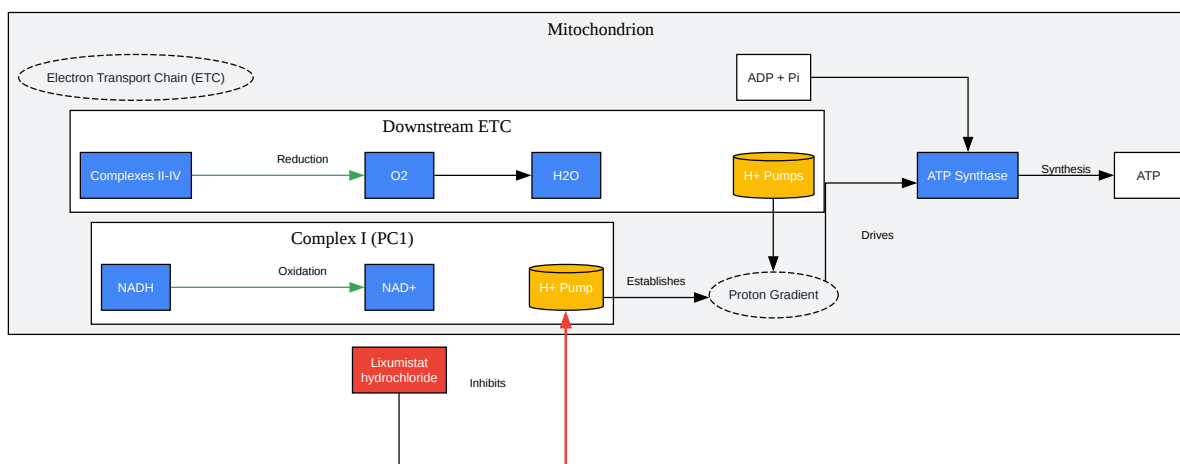 Mitochondrion
Electron Transport Chain (ETC)
ADP + Pi
Downstream ETC
Complexes II-IV
Reduction
O2
H2O
H+ Pumps
ATP Synthase
Synthesis
ATP
Drives
Complex I (PC1)
NADH
Oxidation
NAD+
H+ Pump
Establishes
Proton Gradient
Lixumistat
hydrochloride
Inhibits